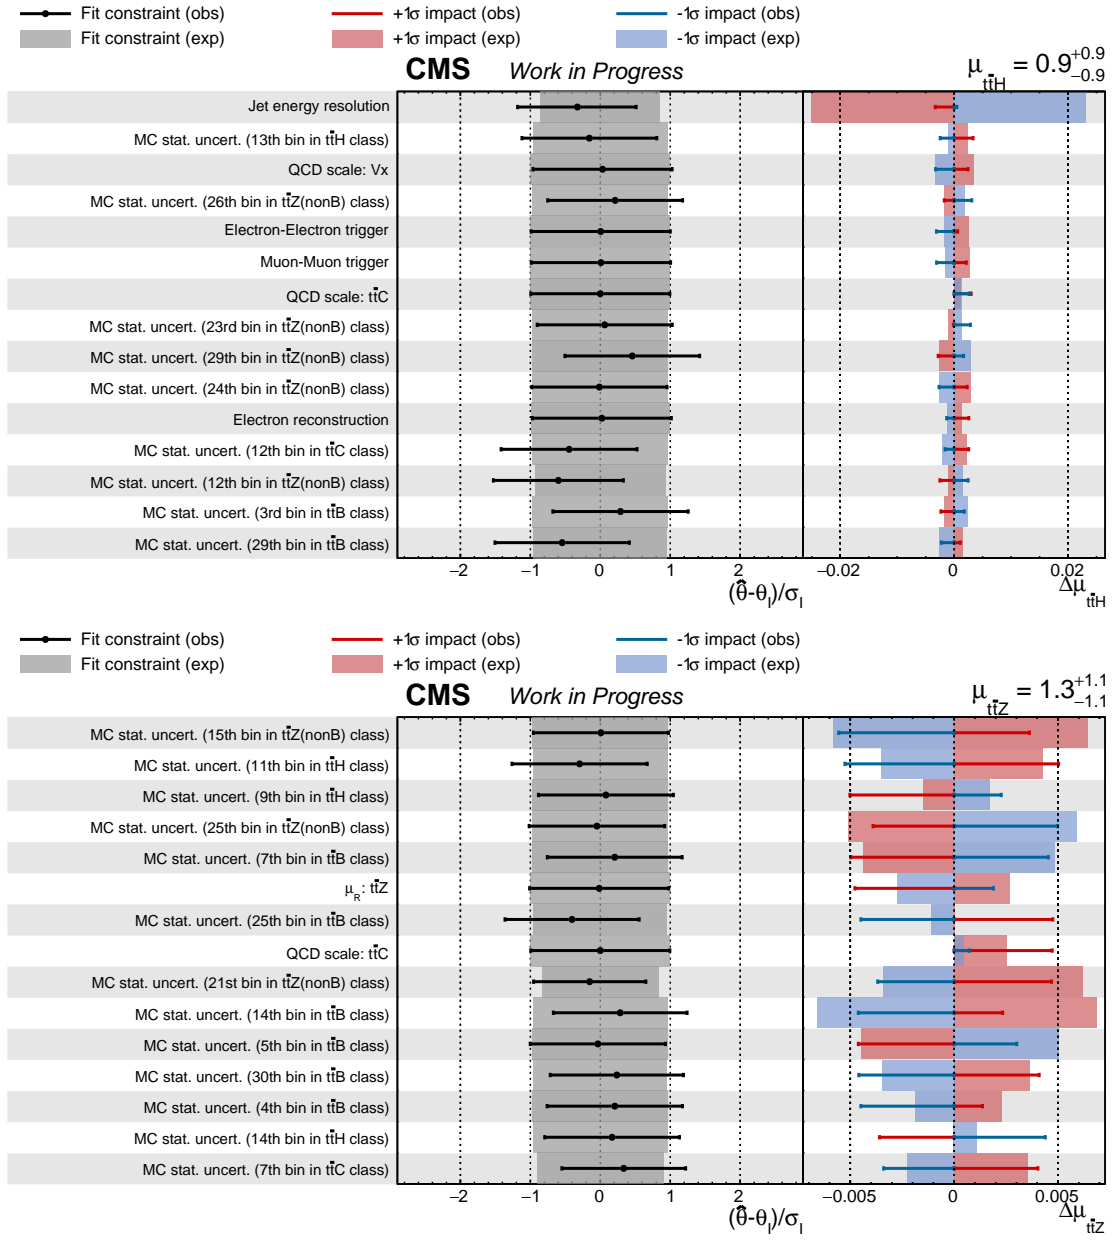 Fit constraint (obs) +1σ impact (obs) -1σ impact (obs)
Fit constraint (exp) +1σ impact (exp) -1σ impact (exp)
CMS Work in Progress μ_tt̄H = 0.9 +0.9 −0.9
Jet energy resolution
MC stat. uncert. (13th bin in tt̄H class)
QCD scale: Vx
MC stat. uncert. (26th bin in tt̄Z(nonB) class)
Electron-Electron trigger
Muon-Muon trigger
QCD scale: tt̄C
MC stat. uncert. (23rd bin in tt̄Z(nonB) class)
MC stat. uncert. (29th bin in tt̄Z(nonB) class)
MC stat. uncert. (24th bin in tt̄Z(nonB) class)
Electron reconstruction
MC stat. uncert. (12th bin in tt̄C class)
MC stat. uncert. (12th bin in tt̄Z(nonB) class)
MC stat. uncert. (3rd bin in tt̄B class)
MC stat. uncert. (29th bin in tt̄B class)
−2 −1 0 1 2 −0.02 0 0.02
(θ̂-θ_I)/σ_I Δμ_tt̄H
Fit constraint (obs) +1σ impact (obs) -1σ impact (obs)
Fit constraint (exp) +1σ impact (exp) -1σ impact (exp)
CMS Work in Progress μ_tt̄Z = 1.3 +1.1 −1.1
MC stat. uncert. (15th bin in tt̄Z(nonB) class)
MC stat. uncert. (11th bin in tt̄H class)
MC stat. uncert. (9th bin in tt̄H class)
MC stat. uncert. (25th bin in tt̄Z(nonB) class)
MC stat. uncert. (7th bin in tt̄B class)
μ_R: tt̄Z
MC stat. uncert. (25th bin in tt̄B class)
QCD scale: tt̄C
MC stat. uncert. (21st bin in tt̄Z(nonB) class)
MC stat. uncert. (14th bin in tt̄B class)
MC stat. uncert. (5th bin in tt̄B class)
MC stat. uncert. (30th bin in tt̄B class)
MC stat. uncert. (4th bin in tt̄B class)
MC stat. uncert. (14th bin in tt̄H class)
MC stat. uncert. (7th bin in tt̄C class)
−2 −1 0 1 2 −0.005 0 0.005
(θ̂-θ_I)/σ_I Δμ_tt̄Z